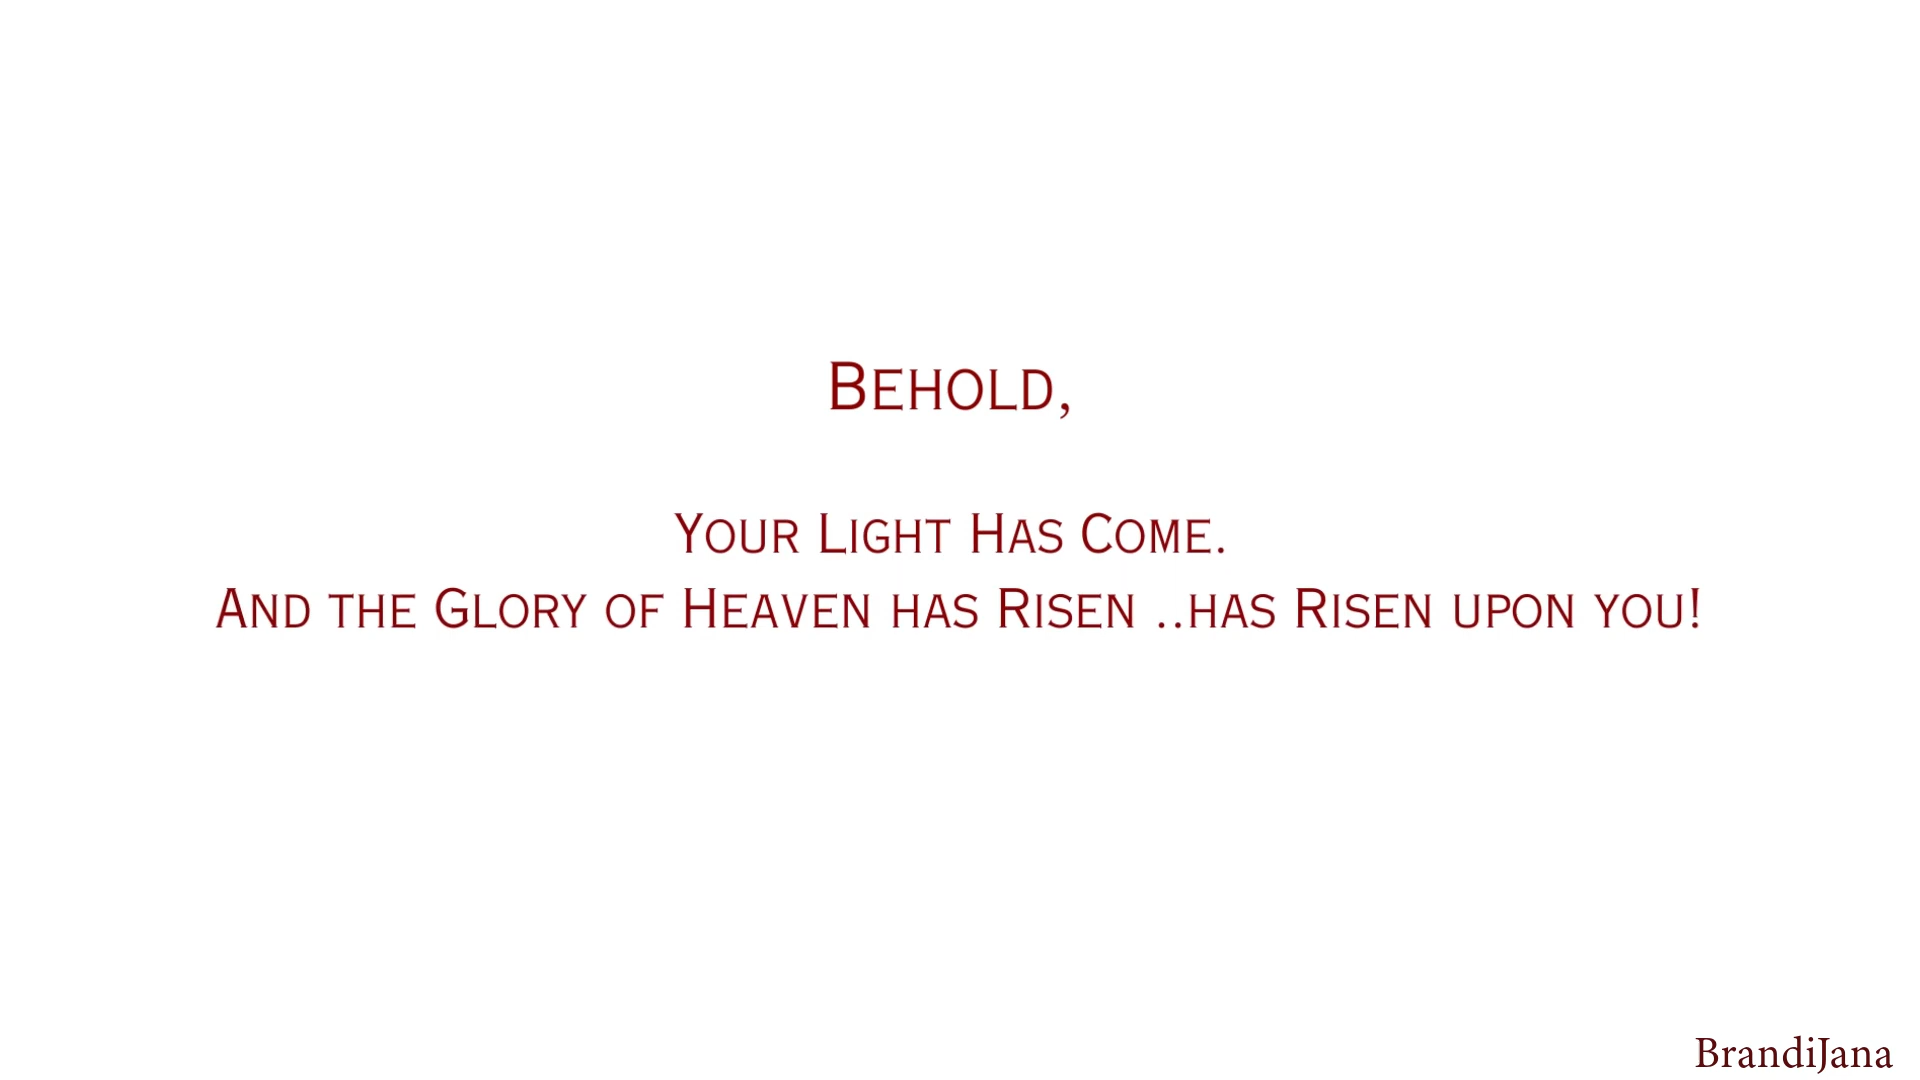 Behold,
Your Light Has Come.
And the Glory of Heaven has Risen ..has Risen upon you!
BrandiJana